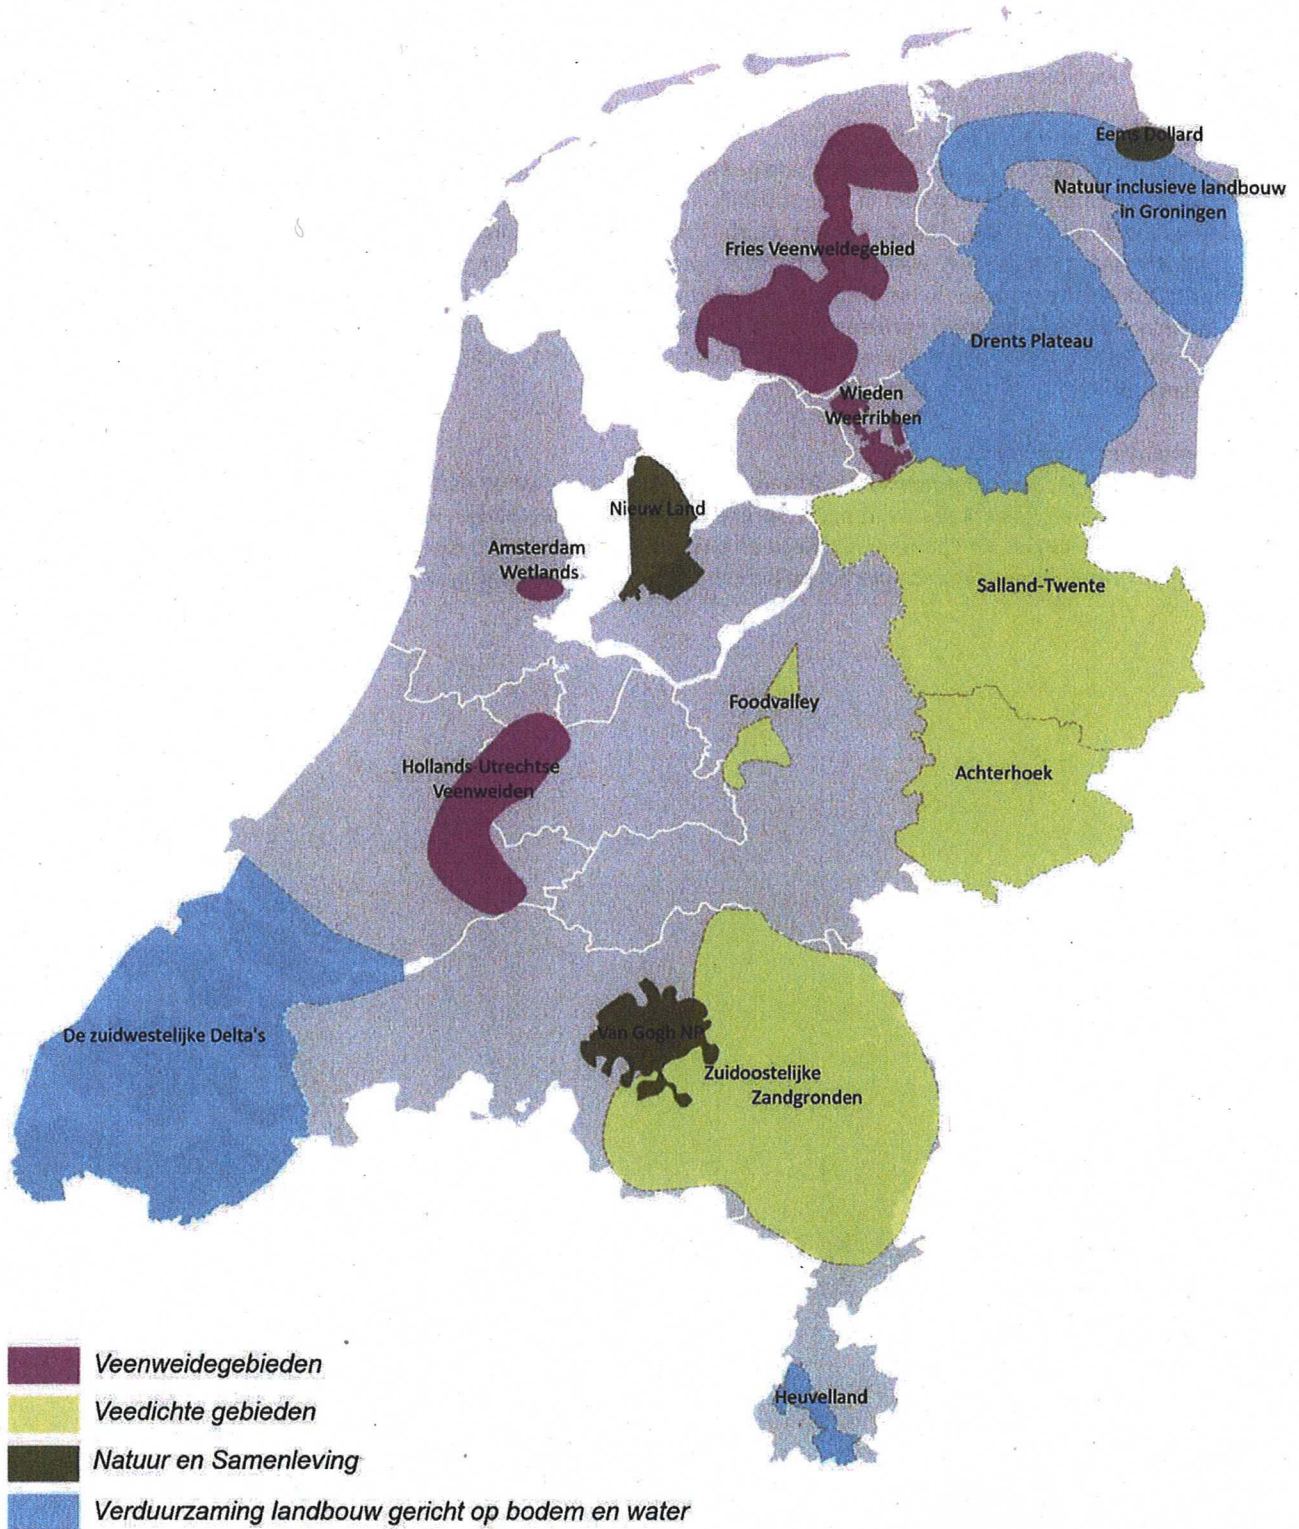 Eems Dollard
Natuur inclusieve landbouw
in Groningen
Fries Veenweidegebied
Drents Plateau
Wieden
Weerribben
Nieuw Land
Amsterdam
Wetlands
Salland-Twente
Foodvalley
Hollands-Utrechtse
Veenweiden
Achterhoek
De zuidwestelijke Delta's
Van Gogh NP
Zuidoostelijke
Zandgronden
Heuvelland
Veenweidegebieden
Veedichte gebieden
Natuur en Samenleving
Verduurzaming landbouw gericht op bodem en water